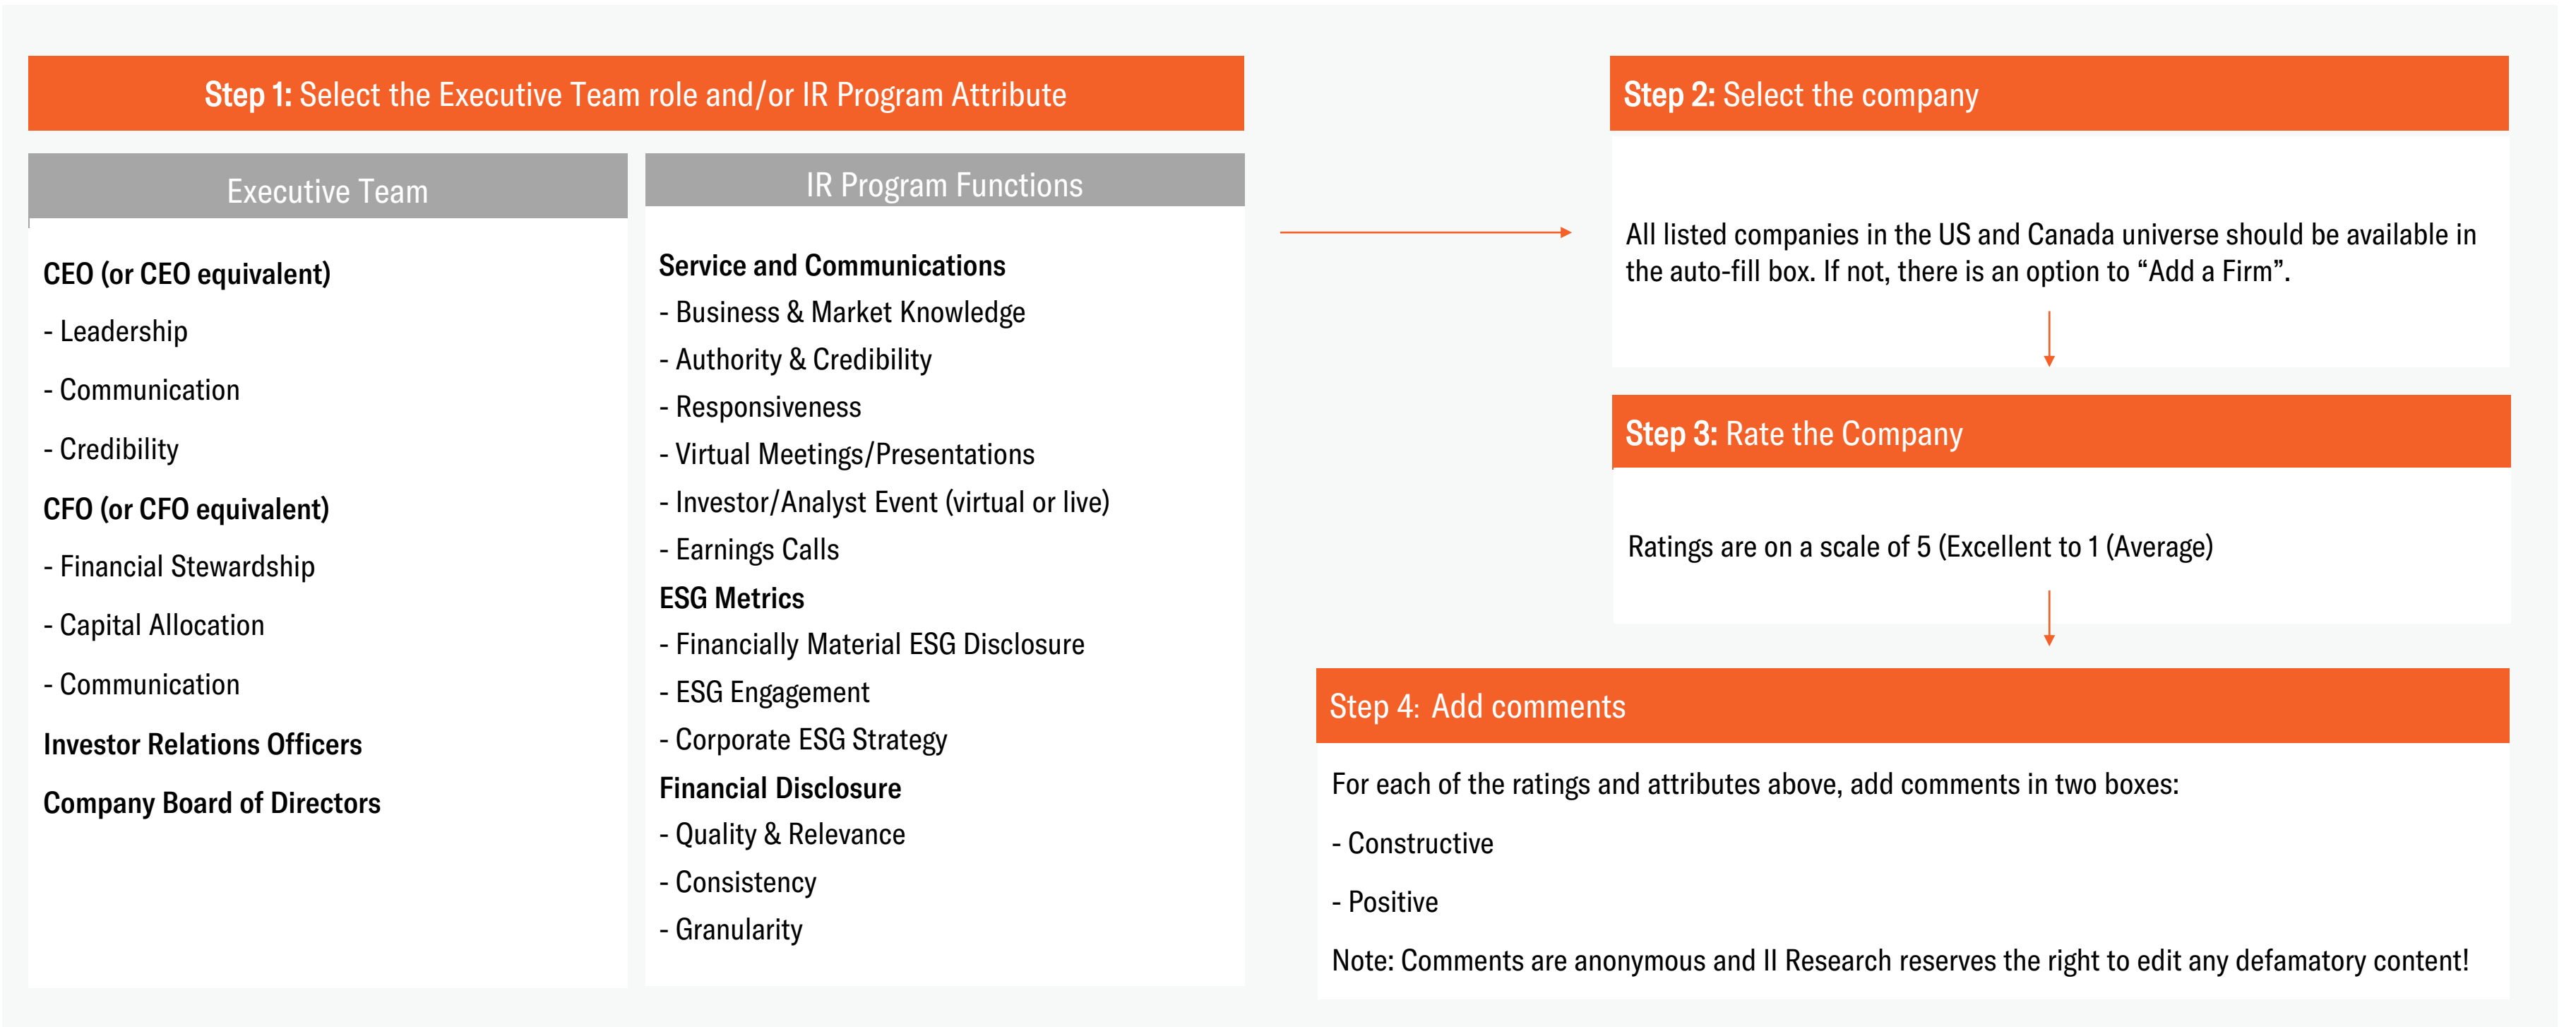 Step 1: Select the Executive Team role and/or IR Program Attribute
Executive Team
CEO (or CEO equivalent)
- Leadership
- Communication
- Credibility
CFO (or CFO equivalent)
- Financial Stewardship
- Capital Allocation
- Communication
Investor Relations Officers
Company Board of Directors
IR Program Functions
Service and Communications
- Business & Market Knowledge
- Authority & Credibility
- Responsiveness
- Virtual Meetings/Presentations
- Investor/Analyst Event (virtual or live)
- Earnings Calls
ESG Metrics
- Financially Material ESG Disclosure
- ESG Engagement
- Corporate ESG Strategy
Financial Disclosure
- Quality & Relevance
- Consistency
- Granularity
Step 2: Select the company
All listed companies in the US and Canada universe should be available in
the auto-fill box. If not, there is an option to “Add a Firm”.
Step 3: Rate the Company
Ratings are on a scale of 5 (Excellent to 1 (Average)
Step 4: Add comments
For each of the ratings and attributes above, add comments in two boxes:
- Constructive
- Positive
Note: Comments are anonymous and II Research reserves the right to edit any defamatory content!